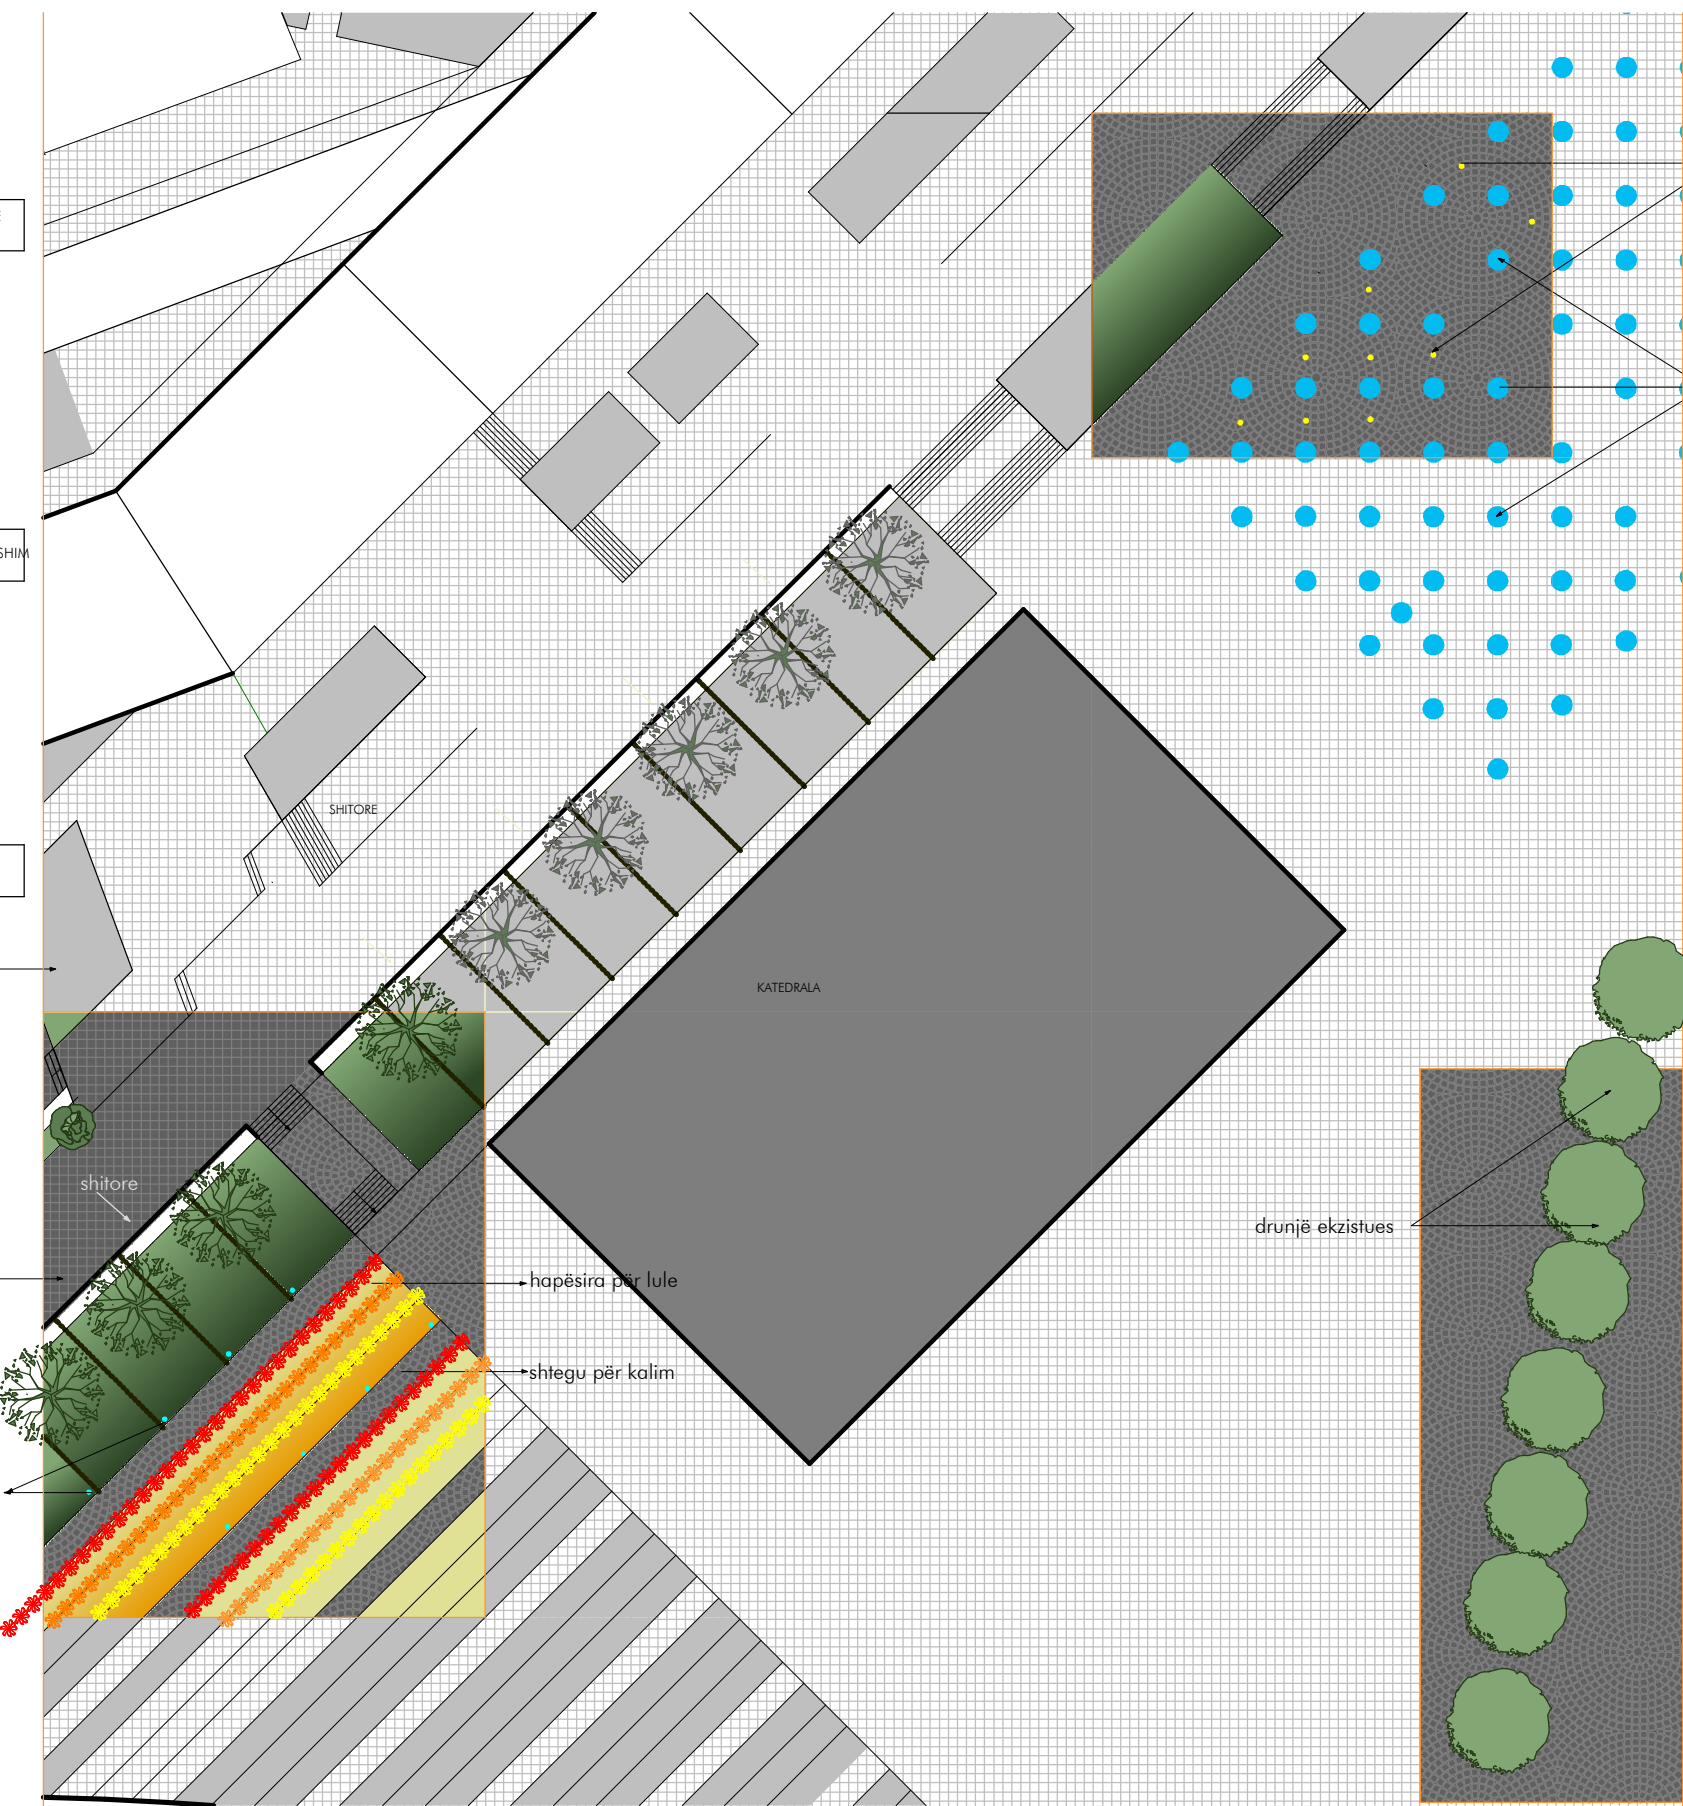 SHIM
SHITORE
KATEDRALA
shitore
drunjë ekzistues
hapësira për lule
shtegu për kalim